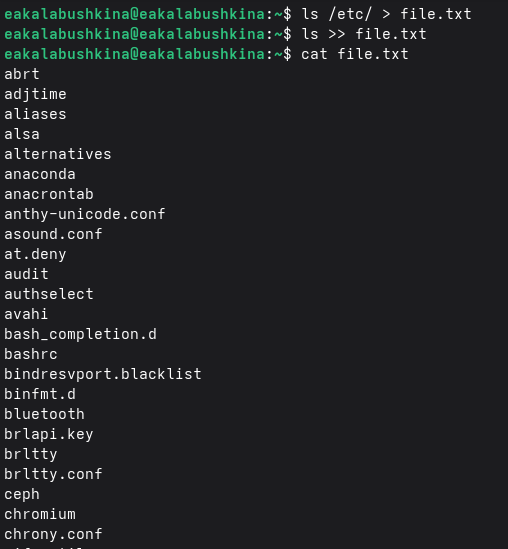 eakalabushkina@eakalabushkina:~$ ls /etc/ > file.txt
eakalabushkina@eakalabushkina:~$ ls >> file.txt
eakalabushkina@eakalabushkina:~$ cat file.txt
abrt
adjtime
aliases
alsa
alternatives
anaconda
anacrontab
anthy-unicode.conf
asound.conf
at.deny
audit
authselect
avahi
bash_completion.d
bashrc
bindresvport.blacklist
binfmt.d
bluetooth
brlapi.key
brltty
brltty.conf
ceph
chromium
chrony.conf